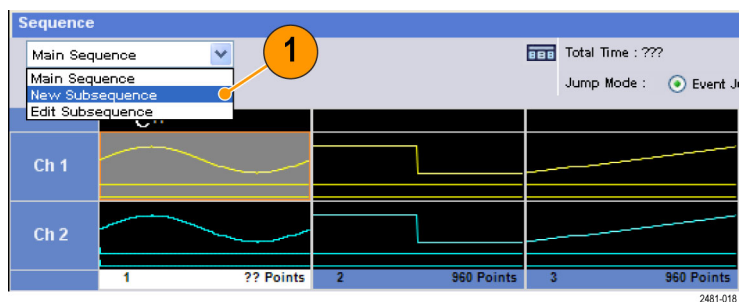 Sequence
Main Sequence
1
Total Time : ???
Main Sequence
New Subsequence
Edit Subsequence
Jump Mode :
Event
Ch 1
Ch 2
1 ?? Points 2 960 Points 3 960 Points
2481-018